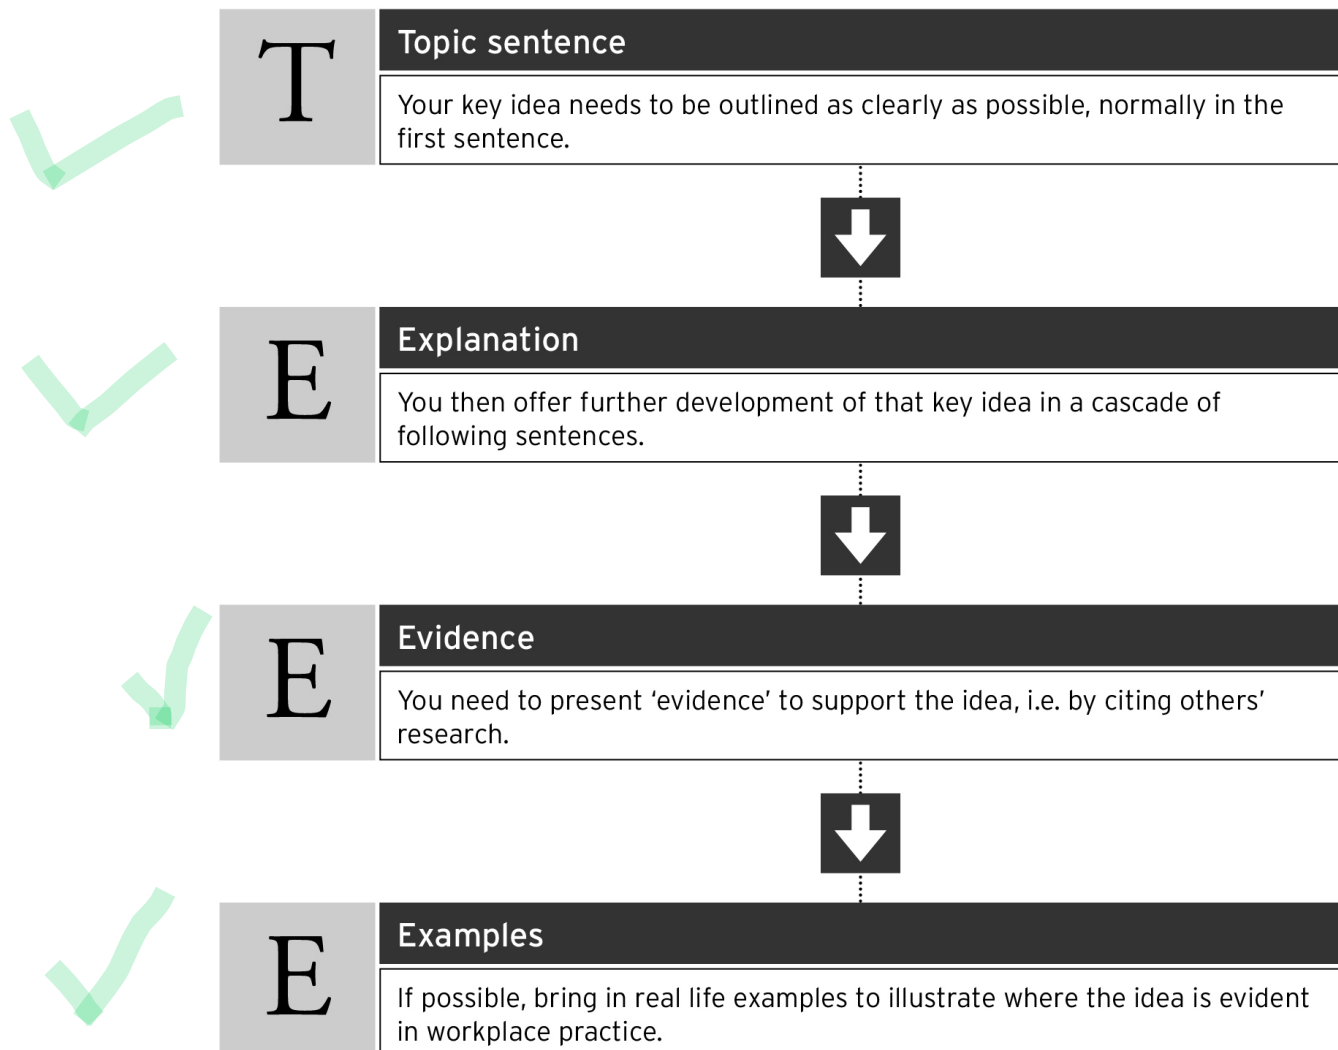 T
Topic sentence
Your key idea needs to be outlined as clearly as possible, normally in the
first sentence.
E
Explanation
You then offer further development of that key idea in a cascade of
following sentences.
E
Evidence
You need to present ‘evidence’ to support the idea, i.e. by citing others’
research.
E
Examples
If possible, bring in real life examples to illustrate where the idea is evident
in workplace practice.